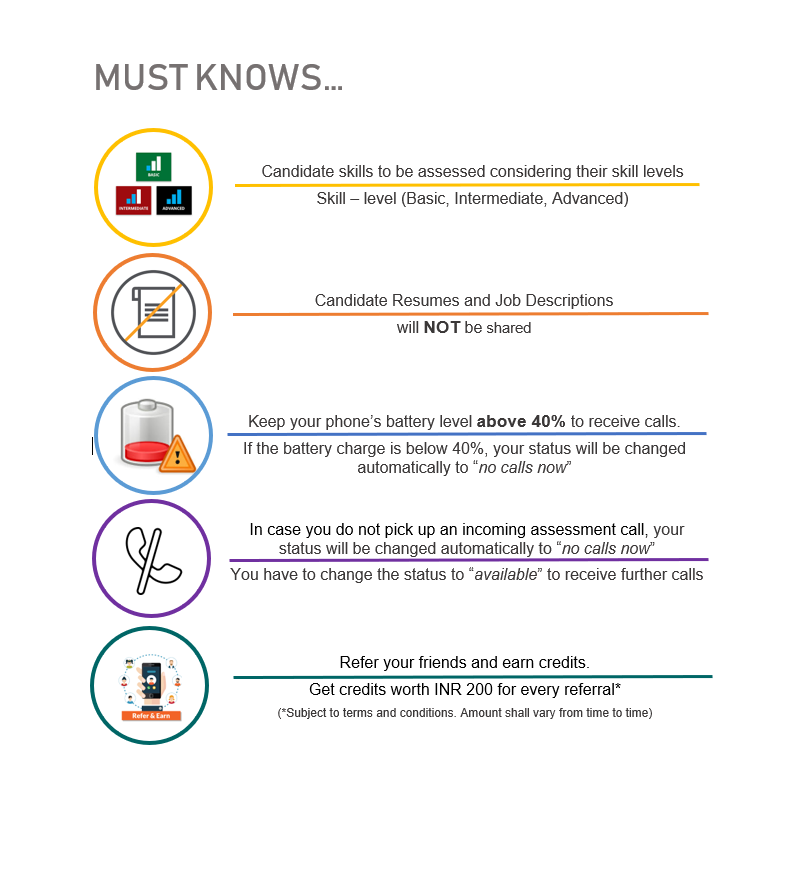 MUST KNOWS...
BASIC
INTERMEDIATE
ADVANCED
Candidate skills to be assessed considering their skill levels
Skill – level (Basic, Intermediate, Advanced)
Candidate Resumes and Job Descriptions
will NOT be shared
Keep your phone’s battery level above 40% to receive calls.
If the battery charge is below 40%, your status will be changed
automatically to “no calls now”
In case you do not pick up an incoming assessment call, your
status will be changed automatically to “no calls now”
You have to change the status to “available” to receive further calls
Refer & Earn
Refer your friends and earn credits.
Get credits worth INR 200 for every referral*
(*Subject to terms and conditions. Amount shall vary from time to time)